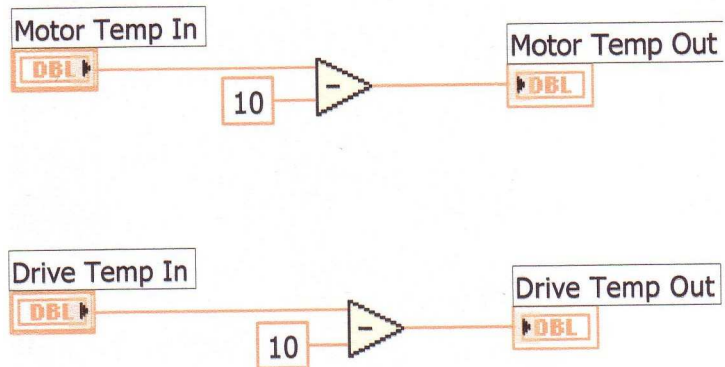 Motor Temp In
DBL
10
-
Motor Temp Out
DBL
Drive Temp In
DBL
10
-
Drive Temp Out
DBL